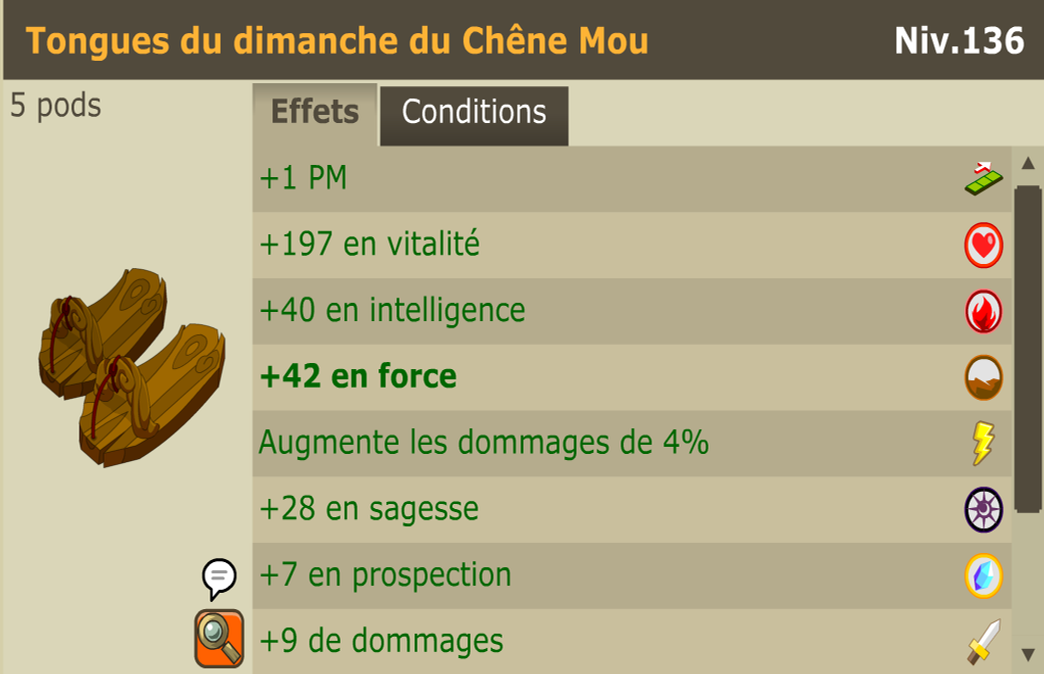 Tongues du dimanche du Chêne Mou Niv.136
5 pods
Effets Conditions
+1 PM
+197 en vitalité
+40 en intelligence
+42 en force
Augmente les dommages de 4%
+28 en sagesse
+7 en prospection
+9 de dommages